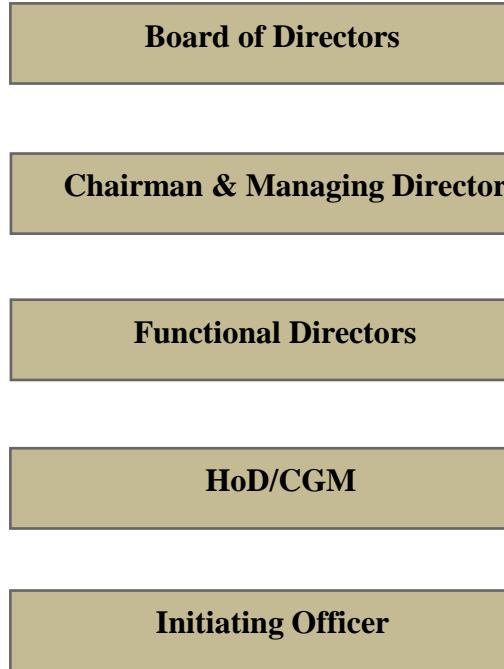 Board of Directors
Chairman & Managing Director
Functional Directors
HoD/CGM
Initiating Officer